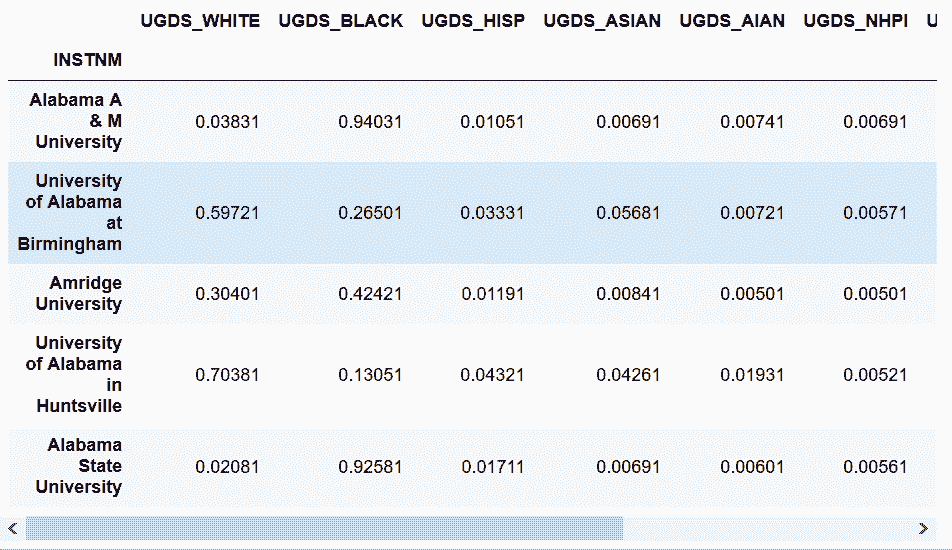 UGDS_WHITE UGDS_BLACK UGDS_HISP UGDS_ASIAN UGDS_AIAN UGDS_NHPI U
INSTNM
Alabama A
& M
University 0.03831 0.94031 0.01051 0.00691 0.00741 0.00691
University
of Alabama
at
Birmingham 0.59721 0.26501 0.03331 0.05681 0.00721 0.00571
Amridge
University 0.30401 0.42421 0.01191 0.00841 0.00501 0.00501
University
of Alabama
in
Huntsville 0.70381 0.13051 0.04321 0.04261 0.01931 0.00521
Alabama
State
University 0.02081 0.92581 0.01711 0.00691 0.00601 0.00561